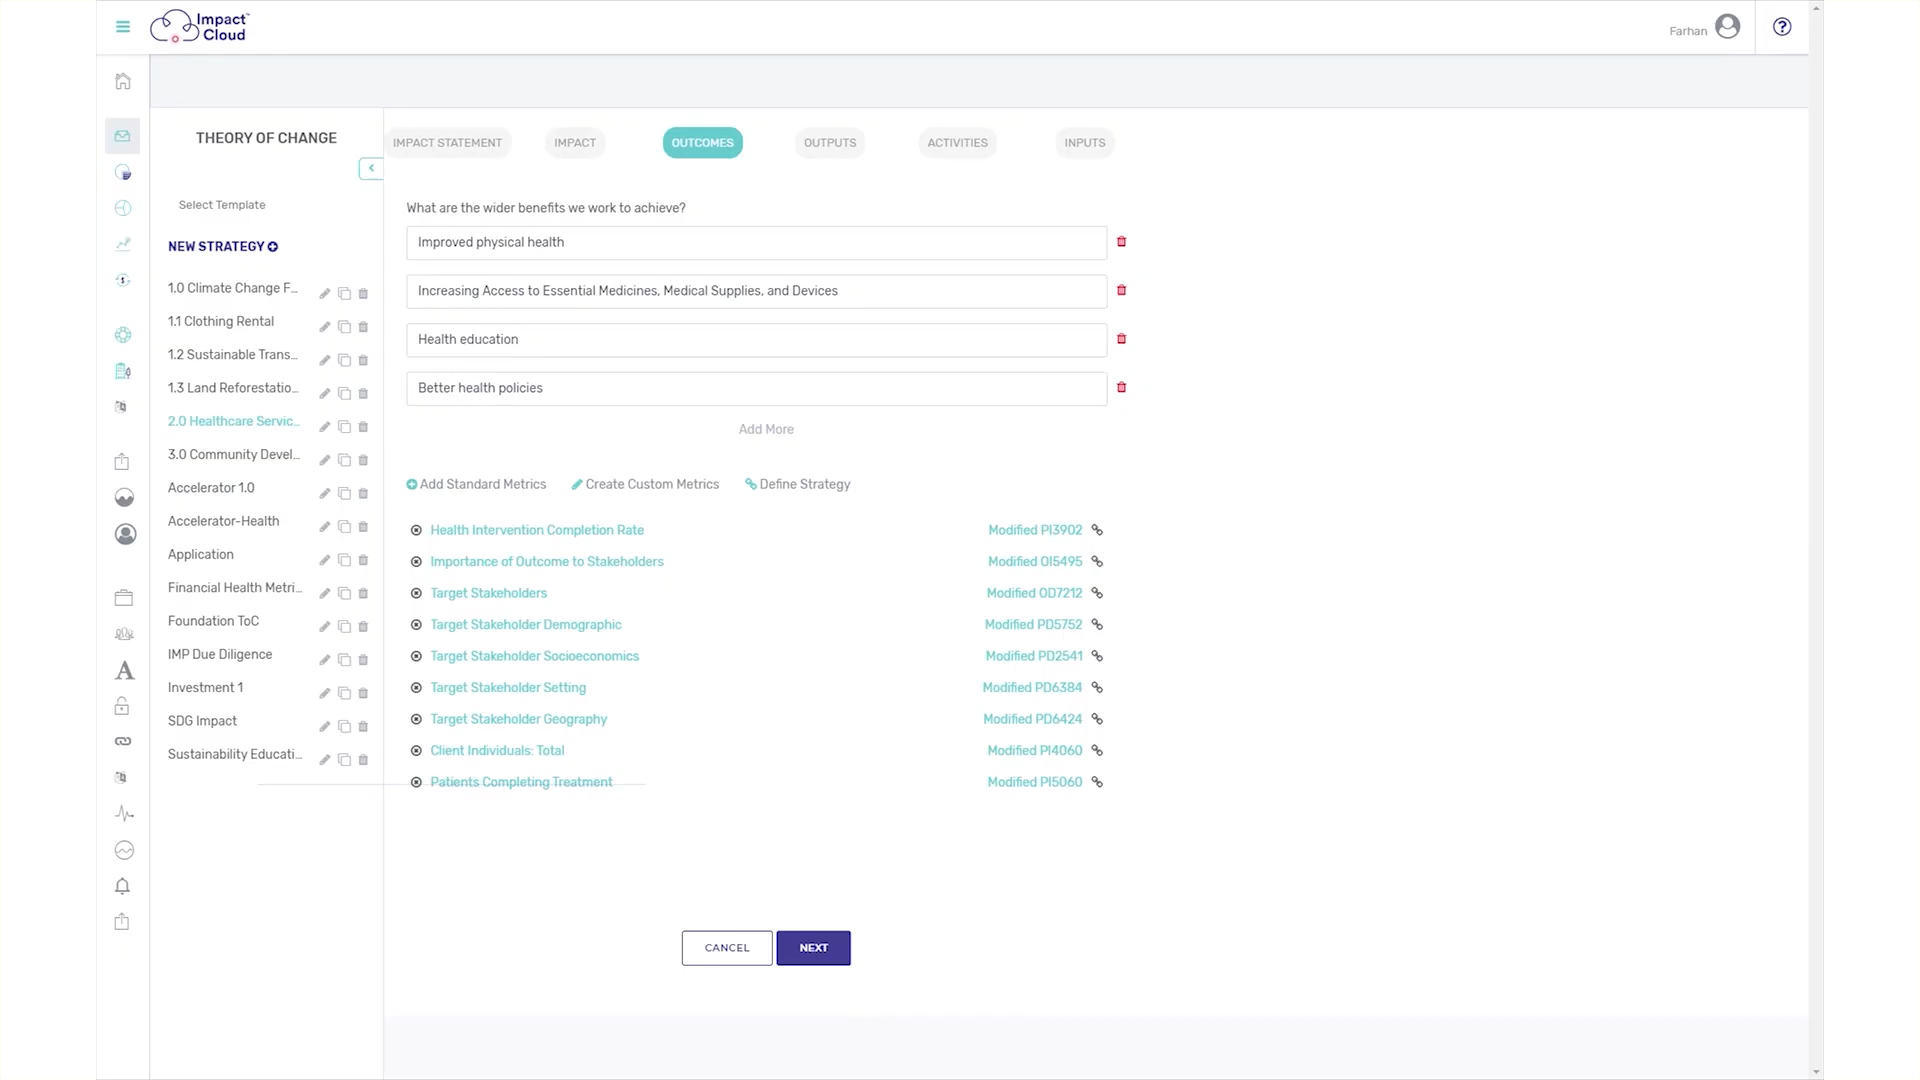 Impact™
Cloud
Farhan
THEORY OF CHANGE
Select Template
NEW STRATEGY
1.0 Climate Change F...
1.1 Clothing Rental
1.2 Sustainable Trans...
1.3 Land Reforestatio...
2.0 Healthcare Servic...
3.0 Community Devel...
Accelerator 1.0
Accelerator-Health
Application
Financial Health Metri...
Foundation ToC
IMP Due Diligence
Investment 1
SDG Impact
Sustainability Educati...
IMPACT STATEMENT IMPACT OUTCOMES OUTPUTS ACTIVITIES INPUTS
What are the wider benefits we work to achieve?
Improved physical health
Increasing Access to Essential Medicines, Medical Supplies, and Devices
Health education
Better health policies
Add More
Add Standard Metrics Create Custom Metrics Define Strategy
Health Intervention Completion Rate Modified PI3902
Importance of Outcome to Stakeholders Modified OI5495
Target Stakeholders Modified OD7212
Target Stakeholder Demographic Modified PD5752
Target Stakeholder Socioeconomics Modified PD2541
Target Stakeholder Setting Modified PD6384
Target Stakeholder Geography Modified PD6424
Client Individuals: Total Modified PI4060
Patients Completing Treatment Modified PI5060
CANCEL NEXT